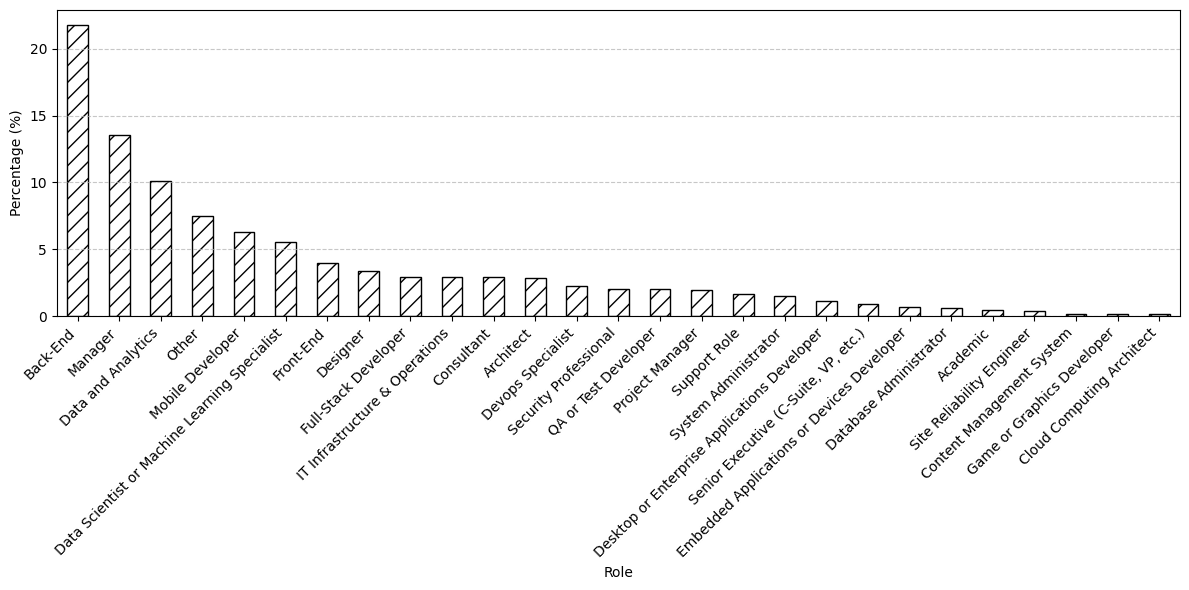 Percentage (%)
20
15
10
5
0
Back-End
Manager
Data and Analytics
Other
Mobile Developer
Data Scientist or Machine Learning Specialist
Front-End
Designer
Full-Stack Developer
IT Infrastructure & Operations
Consultant
Architect
Devops Specialist
Security Professional
QA or Test Developer
Project Manager
Support Role
System Administrator
Desktop or Enterprise Applications Developer
Senior Executive (C-Suite, VP, etc.)
Embedded Applications or Devices Developer
Database Administrator
Academic
Site Reliability Engineer
Content Management System
Game or Graphics Developer
Cloud Computing Architect
Role